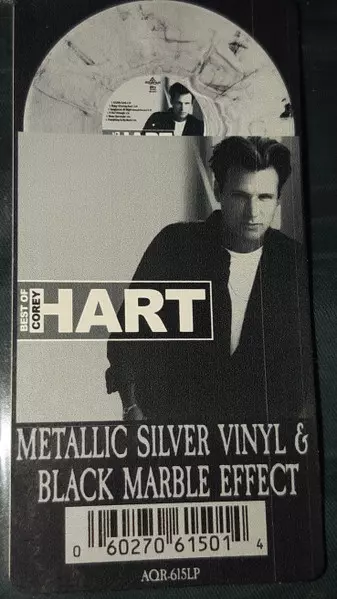 BEST OF
COREY
HART
METALLIC SILVER VINYL &
BLACK MARBLE EFFECT
0 60270 61501 4
AQR-615LP